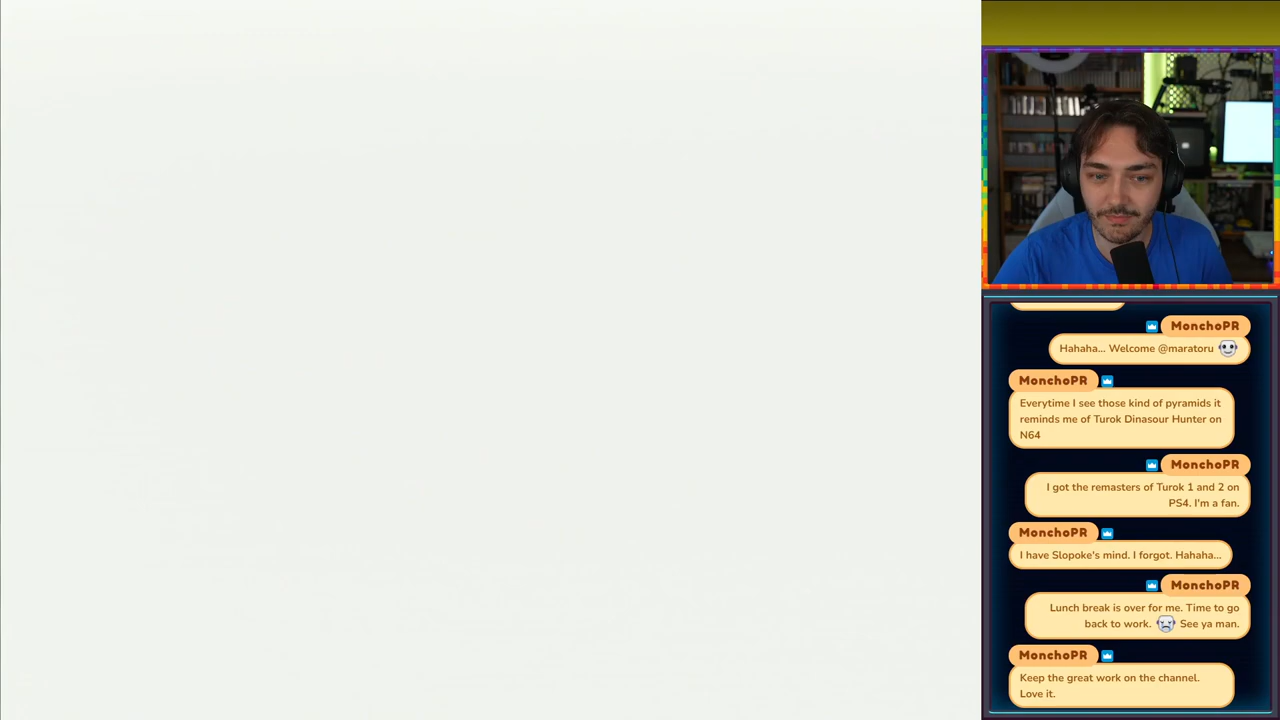 MonchoPR
Hahaha... Welcome @maratoru
MonchoPR
Everytime I see those kind of pyramids it
reminds me of Turok Dinasour Hunter on
N64
MonchoPR
I got the remasters of Turok 1 and 2 on
PS4. I'm a fan.
MonchoPR
I have Slopoke's mind. I forgot. Hahaha...
MonchoPR
Lunch break is over for me. Time to go
back to work. See ya man.
MonchoPR
Keep the great work on the channel.
Love it.